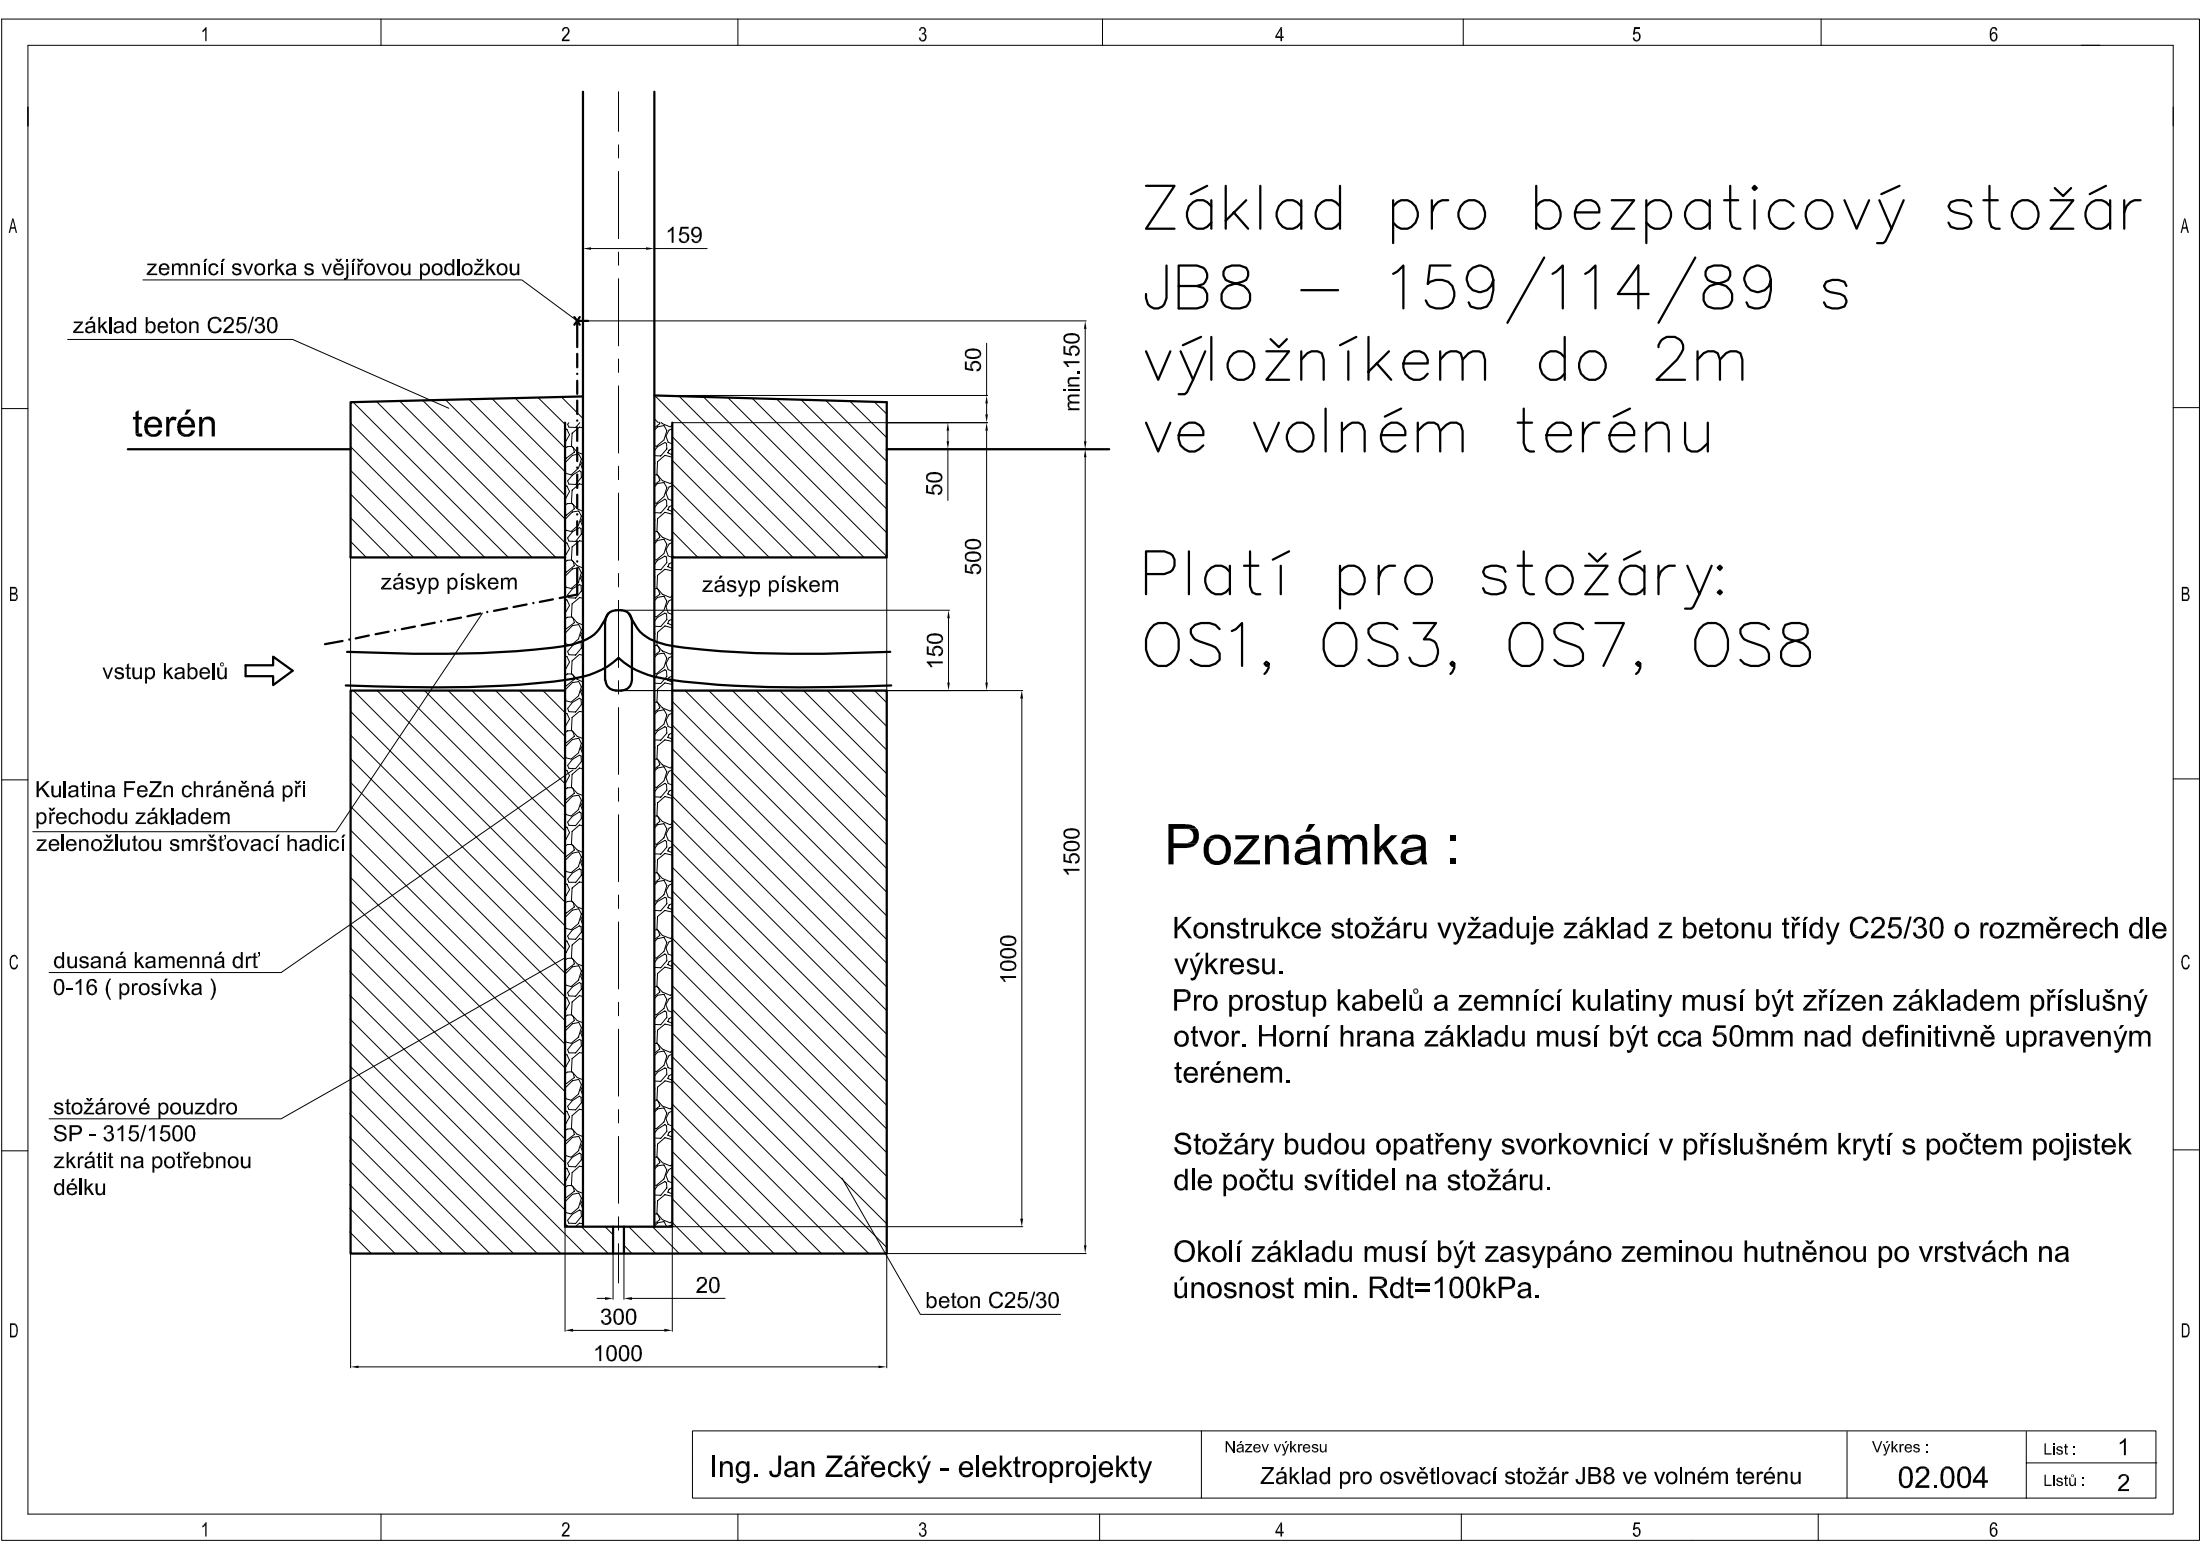 1 2 3 4 5 6
A
A
B
B
C
C
D
D
159
zemnící svorka s vějířovou podložkou
základ beton C25/30
terén
50
min.150
50
500
zásyp pískem
zásyp pískem
150
vstup kabelů
Kulatina FeZn chráněná při
přechodu základem
zelenožlutou smršťovací hadicí
1500
1000
dusaná kamenná drť
0-16 ( prosívka )
stožárové pouzdro
SP - 315/1500
zkrátit na potřebnou
délku
20
300
1000
beton C25/30
Základ pro bezpaticový stožár
JB8 – 159/114/89 s
výložníkem do 2m
ve volném terénu
Platí pro stožáry:
OS1, OS3, OS7, OS8
Poznámka :
Konstrukce stožáru vyžaduje základ z betonu třídy C25/30 o rozměrech dle
výkresu.
Pro prostup kabelů a zemnící kulatiny musí být zřízen základem příslušný
otvor. Horní hrana základu musí být cca 50mm nad definitivně upraveným
terénem.
Stožáry budou opatřeny svorkovnicí v příslušném krytí s počtem pojistek
dle počtu svítidel na stožáru.
Okolí základu musí být zasypáno zeminou hutněnou po vrstvách na
únosnost min. Rdt=100kPa.
Ing. Jan Zářecký - elektroprojekty
Název výkresu
Základ pro osvětlovací stožár JB8 ve volném terénu
Výkres :
02.004
List : 1
Listů : 2
1 2 3 4 5 6